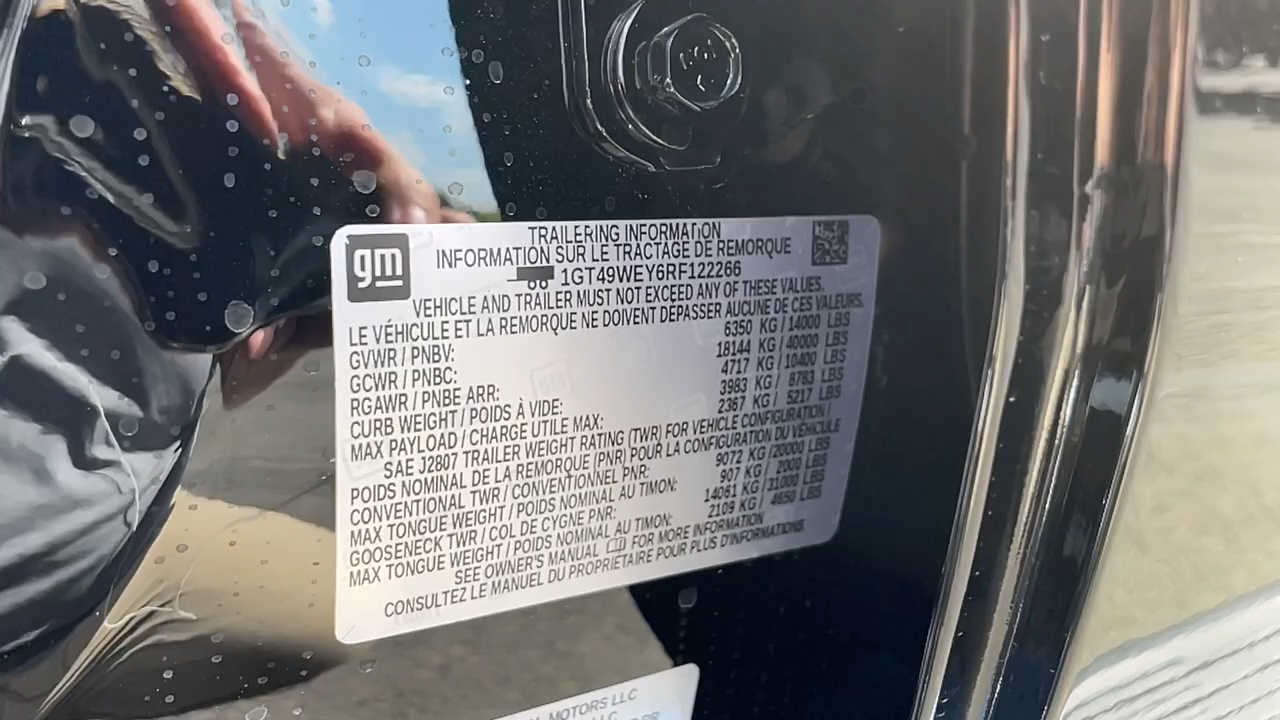 gm
TRAILERING INFORMATION
INFORMATION SUR LE TRACTAGE DE REMORQUE
1GT49WEY6RF122266
VEHICLE AND TRAILER MUST NOT EXCEED ANY OF THESE VALUES.
LE VÉHICULE ET LA REMORQUE NE DOIVENT DEPASSER AUCUNE DE CES VALEURS.
GVWR / PNBV: 6350 KG / 14000 LBS
GCWR / PNBC: 18144 KG / 40000 LBS
RGAWR / PNBE ARR: 4717 KG / 10400 LBS
CURB WEIGHT / POIDS À VIDE: 3983 KG / 8783 LBS
MAX PAYLOAD / CHARGE UTILE MAX: 2367 KG / 5217 LBS
SAE J2807 TRAILER WEIGHT RATING (TWR) FOR VEHICLE CONFIGURATION /
POIDS NOMINAL DE LA REMORQUE (PNR) POUR LA CONFIGURATION DU VÉHICULE
CONVENTIONAL TWR / CONVENTIONNEL PNR: 9072 KG / 20000 LBS
MAX TONGUE WEIGHT / POIDS NOMINAL AU TIMON: 907 KG / 2000 LBS
GOOSENECK TWR / COL DE CYGNE PNR: 14061 KG / 31000 LBS
MAX TONGUE WEIGHT / POIDS NOMINAL AU TIMON: 2109 KG / 4650 LBS
SEE OWNER'S MANUAL FOR MORE INFORMATION
CONSULTEZ LE MANUEL DU PROPRIÉTAIRE POUR PLUS D'INFORMATIONS.
MOTORS LLC